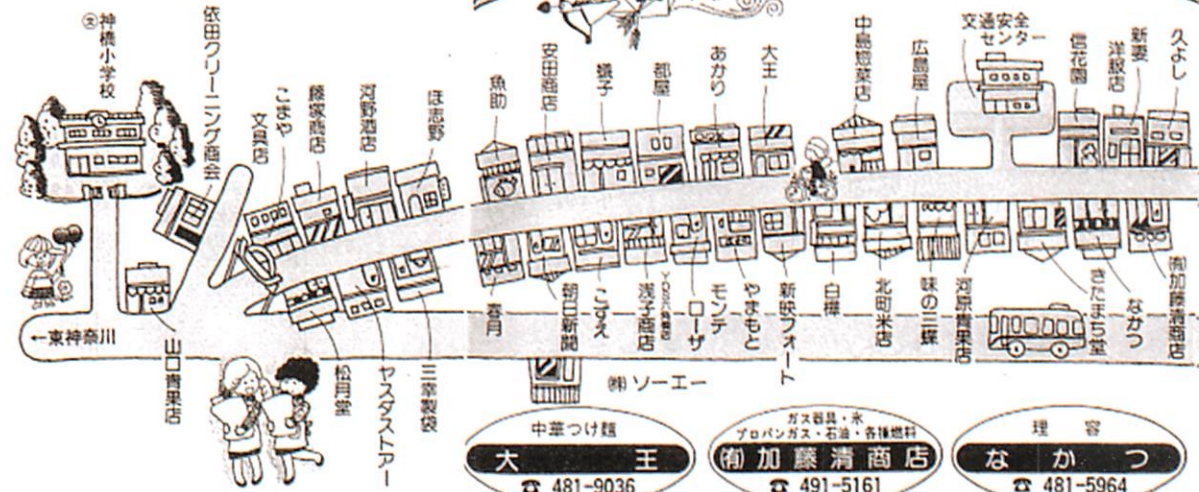 ㊫神橋小学校
依田クリーニング商会
こまや
文具店
藤塚商店
河野酒店
ほ志野
魚助
安田商店
蟻子
都屋
あかり
大王
中島惣菜店
広島屋
交通安全
センター
信花園
新妻
洋服店
久よし
←東神奈川
山口青果店
松月堂
ヤスダストアー
三幸製袋
春月
朝日新聞
こずえ
浅子商店
モンテ
ローザ
やまもと
新映フォート
白樺
北町米店
味の三蝶
河原青果店
きたまち堂
なかつ
㈲加藤清商店
㈱ソーエー
中華つけ麺
大王
☎ 481-9036
ガス器具・氷
プロパンガス・石油・各種燃料
㈲加藤清商店
☎ 491-5161
理容
なかつ
☎ 481-5964